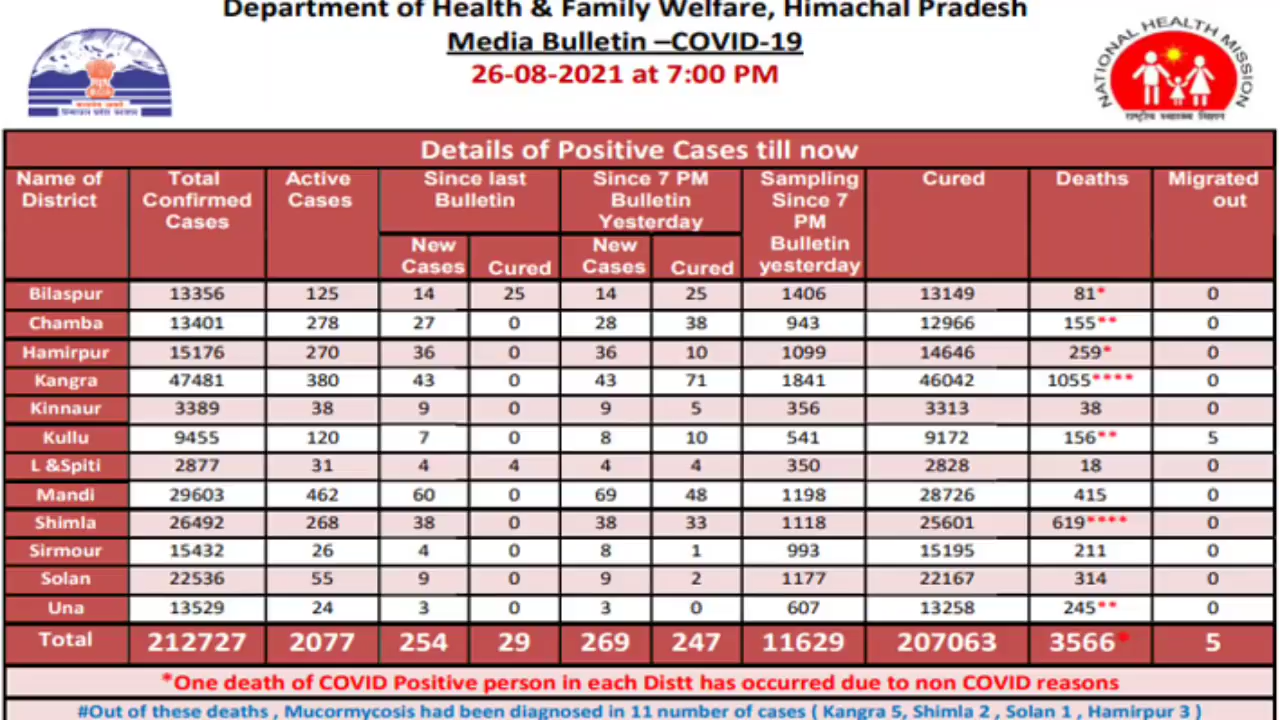 Department of Health & Family Welfare, Himachal Pradesh
Media Bulletin –COVID-19
26-08-2021 at 7:00 PM
NATIONAL HEALTH MISSION
राष्ट्रीय स्वास्थ्य मिशन
Details of Positive Cases till now
Name of District Total Confirmed Cases Active Cases Since last Bulletin Since 7 PM Bulletin Yesterday Sampling Since 7 PM Bulletin yesterday Cured Deaths Migrated out
New Cases Cured New Cases Cured
Bilaspur 13356 125 14 25 14 25 1406 13149 81* 0
Chamba 13401 278 27 0 28 38 943 12966 155** 0
Hamirpur 15176 270 36 0 36 10 1099 14646 259* 0
Kangra 47481 380 43 0 43 71 1841 46042 1055**** 0
Kinnaur 3389 38 9 0 9 5 356 3313 38 0
Kullu 9455 120 7 0 8 10 541 9172 156** 5
L &Spiti 2877 31 4 4 4 4 350 2828 18 0
Mandi 29603 462 60 0 69 48 1198 28726 415 0
Shimla 26492 268 38 0 38 33 1118 25601 619**** 0
Sirmour 15432 26 4 0 8 1 993 15195 211 0
Solan 22536 55 9 0 9 2 1177 22167 314 0
Una 13529 24 3 0 3 0 607 13258 245** 0
Total 212727 2077 254 29 269 247 11629 207063 3566* 5
*One death of COVID Positive person in each Distt has occurred due to non COVID reasons
#Out of these deaths , Mucormycosis had been diagnosed in 11 number of cases ( Kangra 5, Shimla 2 , Solan 1 , Hamirpur 3 )